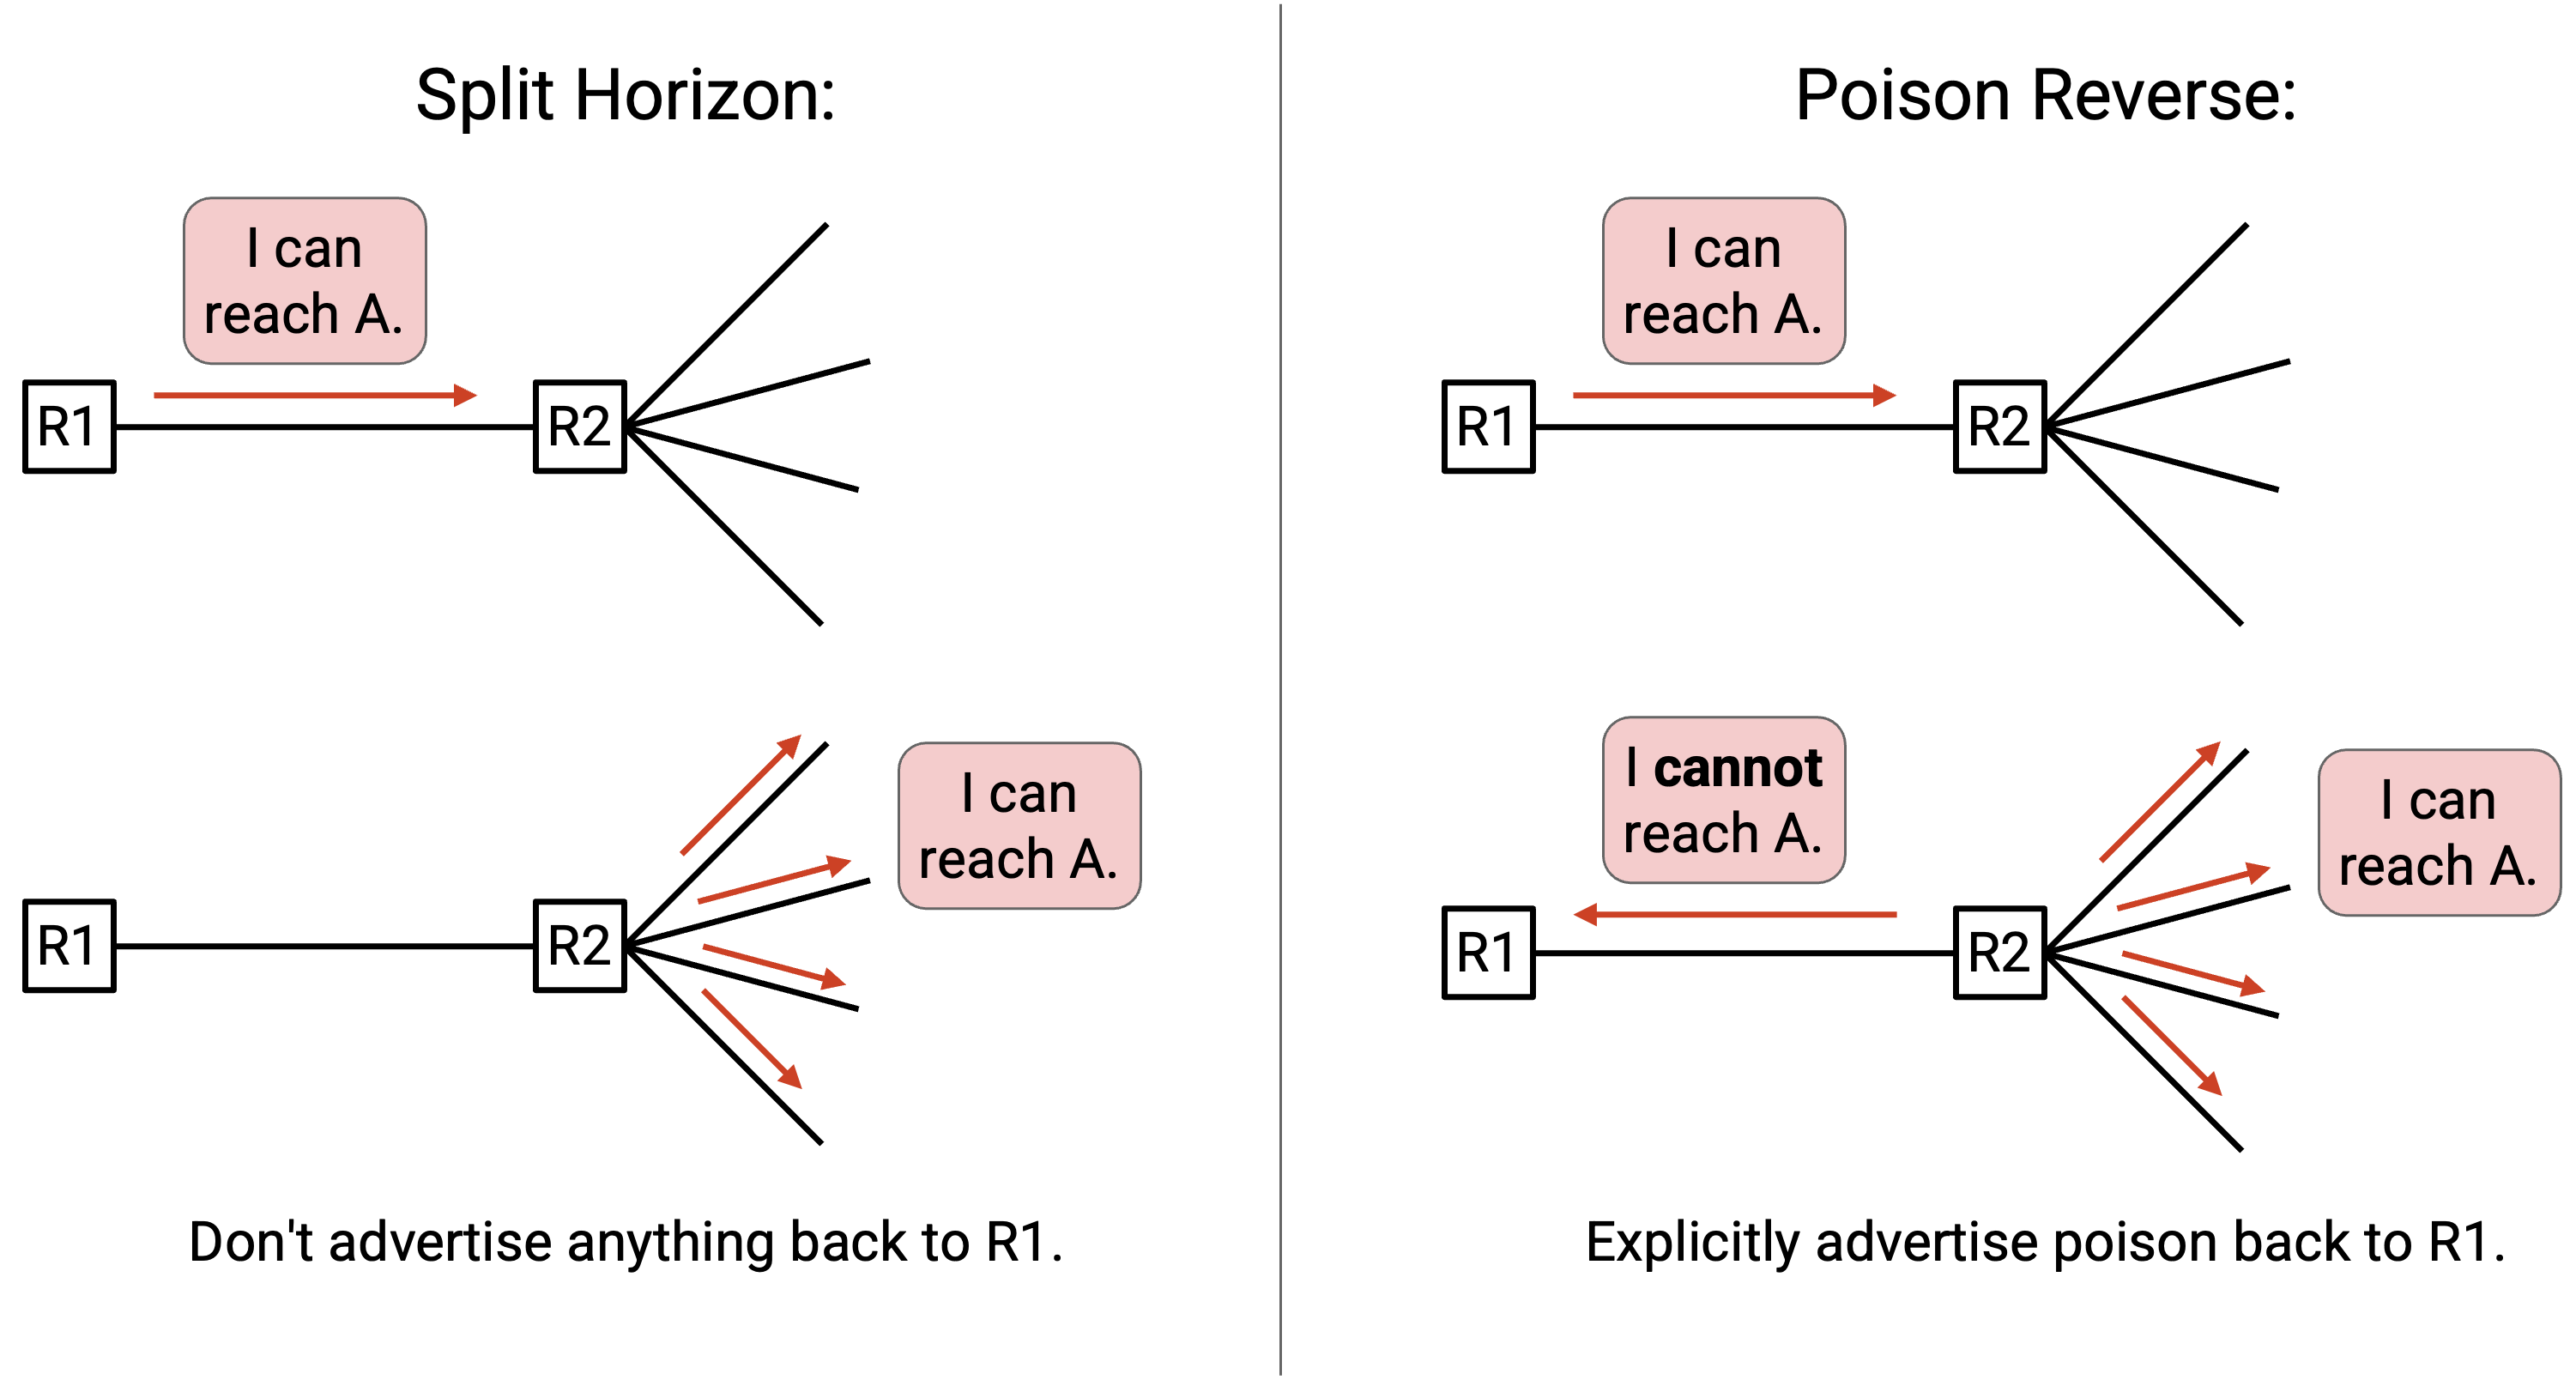 Split Horizon:
I can
reach A.
R1
R2
I can
reach A.
R1
R2
Don't advertise anything back to R1.
Poison Reverse:
I can
reach A.
R1
R2
I cannot
reach A.
I can
reach A.
R1
R2
Explicitly advertise poison back to R1.